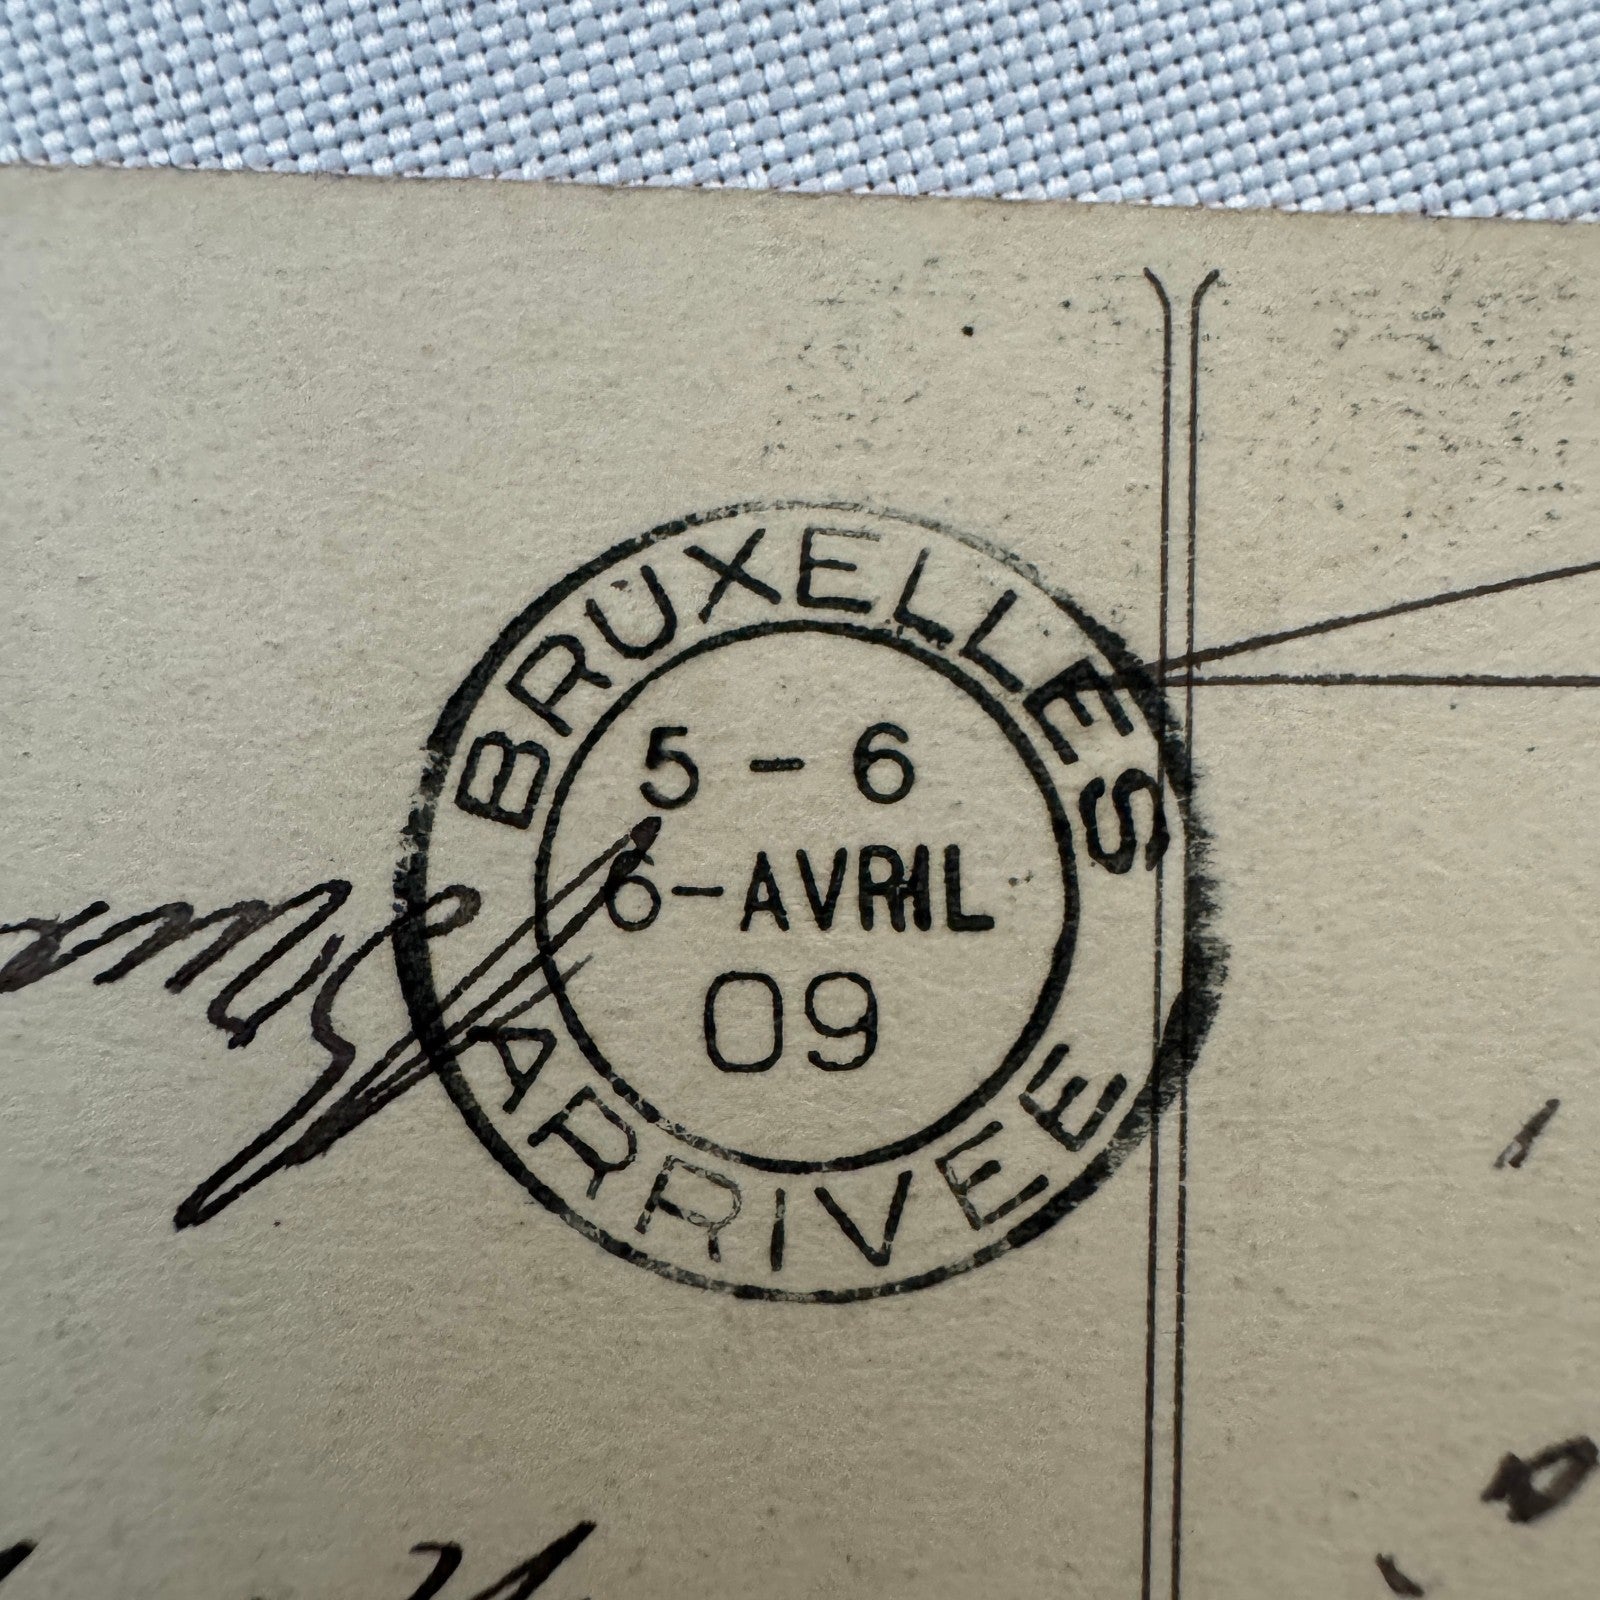 BRUXELLES
5 - 6
6-AVRIL
09
ARRIVEE